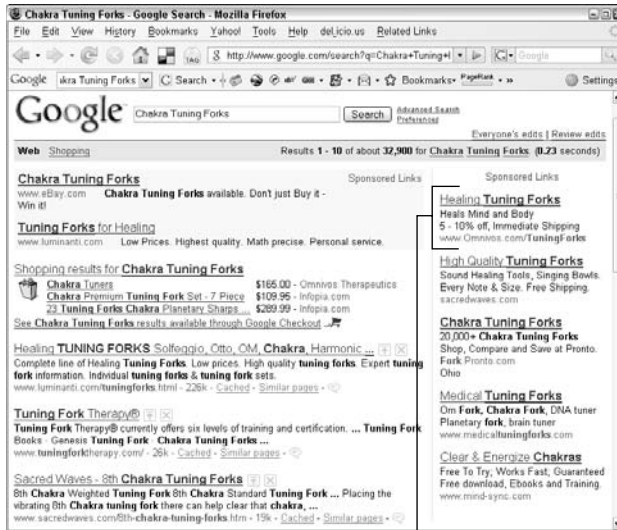 Chakra Tuning Forks - Google Search - Mozilla Firefox
File Edit View History Bookmarks Yahoo! Tools Help del.icio.us Related Links
http://www.google.com/search?q=Chakra+Tuning+
Google
Google kra Tuning Forks Search Bookmarks PageRank Settings
Google Chakra Tuning Forks Search Advanced Search
Preferences
Everyone's edits | Review edits
Web Shopping Results 1 - 10 of about 32,900 for Chakra Tuning Forks. (0.23 seconds)
Chakra Tuning Forks Sponsored Links
www.eBay.com Chakra Tuning Forks available. Don't just Buy it -
Win it!
Tuning Forks for Healing
www.luminanti.com Low Prices. Highest quality. Math precise. Personal service.
Shopping results for Chakra Tuning Forks
Chakra Tuners $165.00 - Omnivos Therapeutics
Chakra Premium Tuning Fork Set - 7 Piece $109.95 - Infopia.com
23 Tuning Forks Chakra Planetary Sharps ... $289.99 - Infopia.com
See Chakra Tuning Forks results available through Google Checkout
Healing TUNING FORKS Solfeggio, Otto, OM, Chakra, Harmonic ...
Complete line of Healing Tuning Forks. Low prices. High quality tuning forks. Expert tuning
fork information. Individual tuning forks & tuning fork sets.
www.luminanti.com/tuningforks.html - 226k - Cached - Similar pages -
Tuning Fork Therapy®
Tuning Fork Therapy® currently offers six levels of training and certification. ... Tuning Fork
Books · Genesis Tuning Fork · Chakra Tuning Forks ...
www.tuningforktherapy.com/ - 26k - Cached - Similar pages -
Sacred Waves - 8th Chakra Tuning Forks
8th Chakra Weighted Tuning Fork 8th Chakra Standard Tuning Fork ... Placing the
vibrating 8th Chakra tuning fork there can help clear that chakra, ...
www.sacredwaves.com/8th-chakra-tuning-forks.htm - 19k - Cached - Similar pages -
Sponsored Links
Healing Tuning Forks
Heals Mind and Body
5 - 10% off, Immediate Shipping
www.Omnivos.com/TuningForks
High Quality Tuning Forks
Sound Healing Tools, Singing Bowls.
Every Note & Size. Free Shipping.
sacredwaves.com
Chakra Tuning Forks
20,000+ Chakra Tuning Forks
Shop, Compare and Save at Pronto.
Fork.Pronto.com
Ohio
Medical Tuning Forks
Om Fork, Chakra Fork, DNA tuner
Planetary fork, brain tuner
www.medicaltuningforks.com
Clear & Energize Chakras
Free To Try; Works Fast, Guaranteed
Free download, Ebooks and Training.
www.mind-sync.com